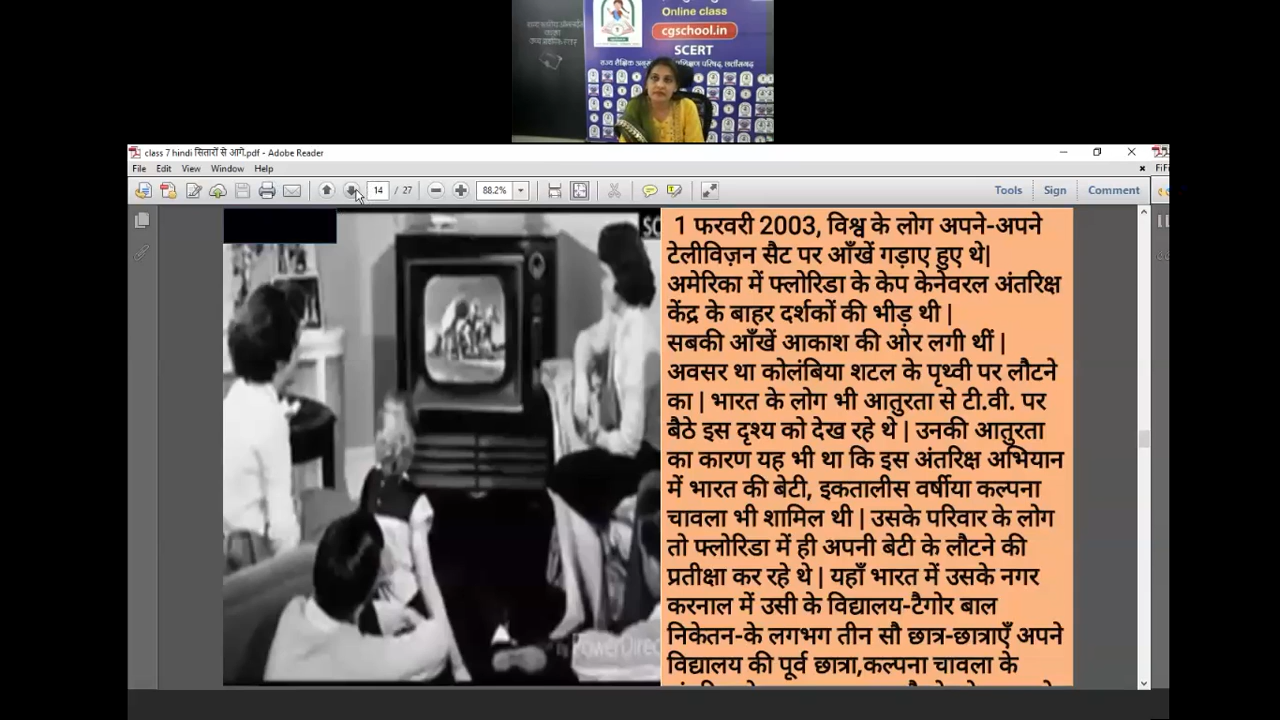 Online class
cgschool.in
SCERT
class 7 hindi सितारों से आगे.pdf - Adobe Reader
File Edit View Window Help
14 / 27
88.2%
Tools Sign Comment
1 फरवरी 2003, विश्व के लोग अपने-अपने
टेलीविज़न सैट पर आँखें गड़ाए हुए थे|
अमेरिका में फ्लोरिडा के केप केनेवरल अंतरिक्ष
केंद्र के बाहर दर्शकों की भीड़ थी |
सबकी आँखें आकाश की ओर लगी थीं |
अवसर था कोलंबिया शटल के पृथ्वी पर लौटने
का | भारत के लोग भी आतुरता से टी.वी. पर
बैठे इस दृश्य को देख रहे थे | उनकी आतुरता
का कारण यह भी था कि इस अंतरिक्ष अभियान
में भारत की बेटी, इकतालीस वर्षीया कल्पना
चावला भी शामिल थी | उसके परिवार के लोग
तो फ्लोरिडा में ही अपनी बेटी के लौटने की
प्रतीक्षा कर रहे थे | यहाँ भारत में उसके नगर
करनाल में उसी के विद्यालय-टैगोर बाल
निकेतन-के लगभग तीन सौ छात्र-छात्राएँ अपने
विद्यालय की पूर्व छात्रा,कल्पना चावला के
PowerDirec